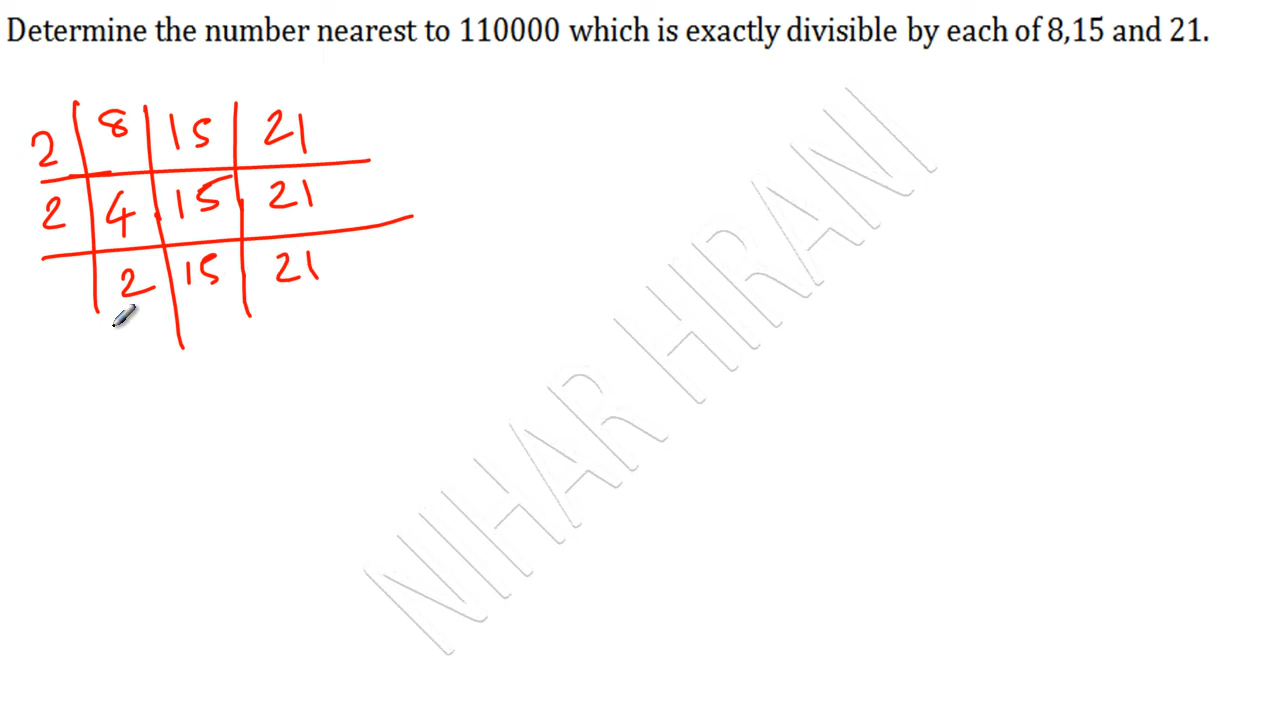 Determine the number nearest to 110000 which is exactly divisible by each of 8,15 and 21.
2 8 15 21
2 4 15 21
2 15 21
NIHAR HIRANI